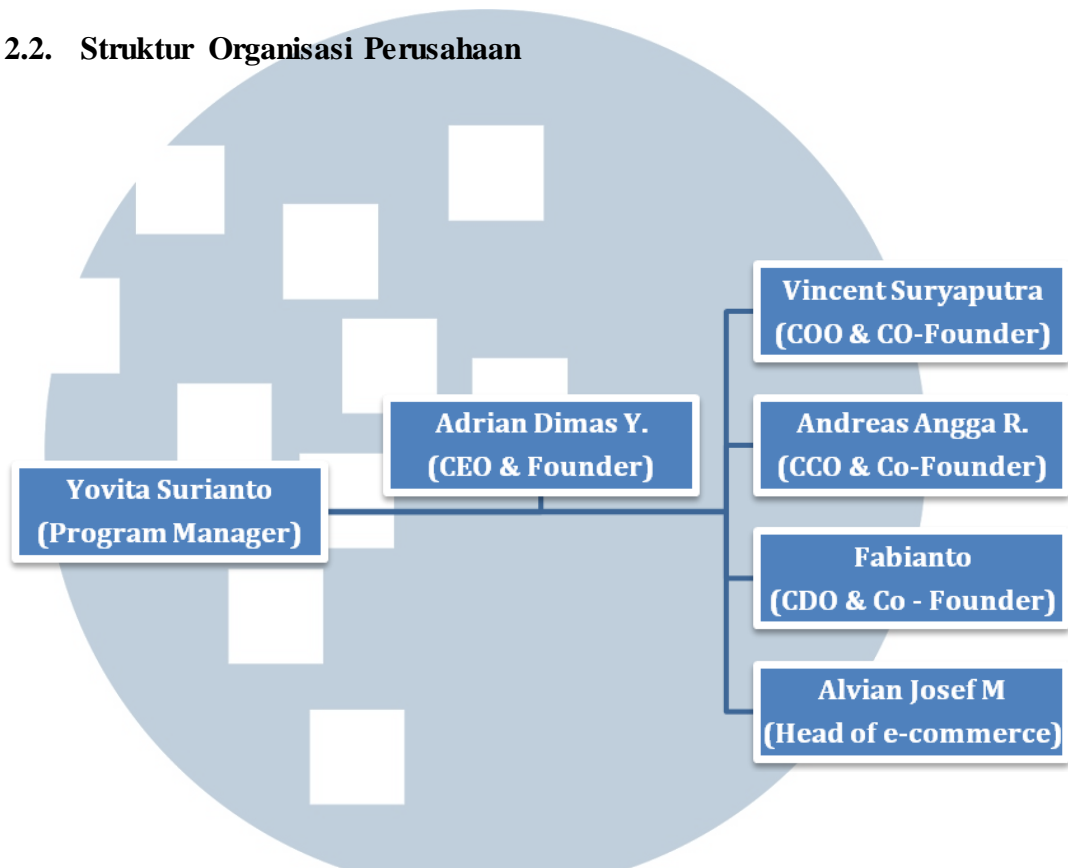 2.2. Struktur Organisasi Perusahaan
Vincent Suryaputra
(COO & CO-Founder)
Adrian Dimas Y.
(CEO & Founder)
Andreas Angga R.
(CCO & Co-Founder)
Yovita Surianto
(Program Manager)
Fabianto
(CDO & Co - Founder)
Alvian Josef M
(Head of e-commerce)